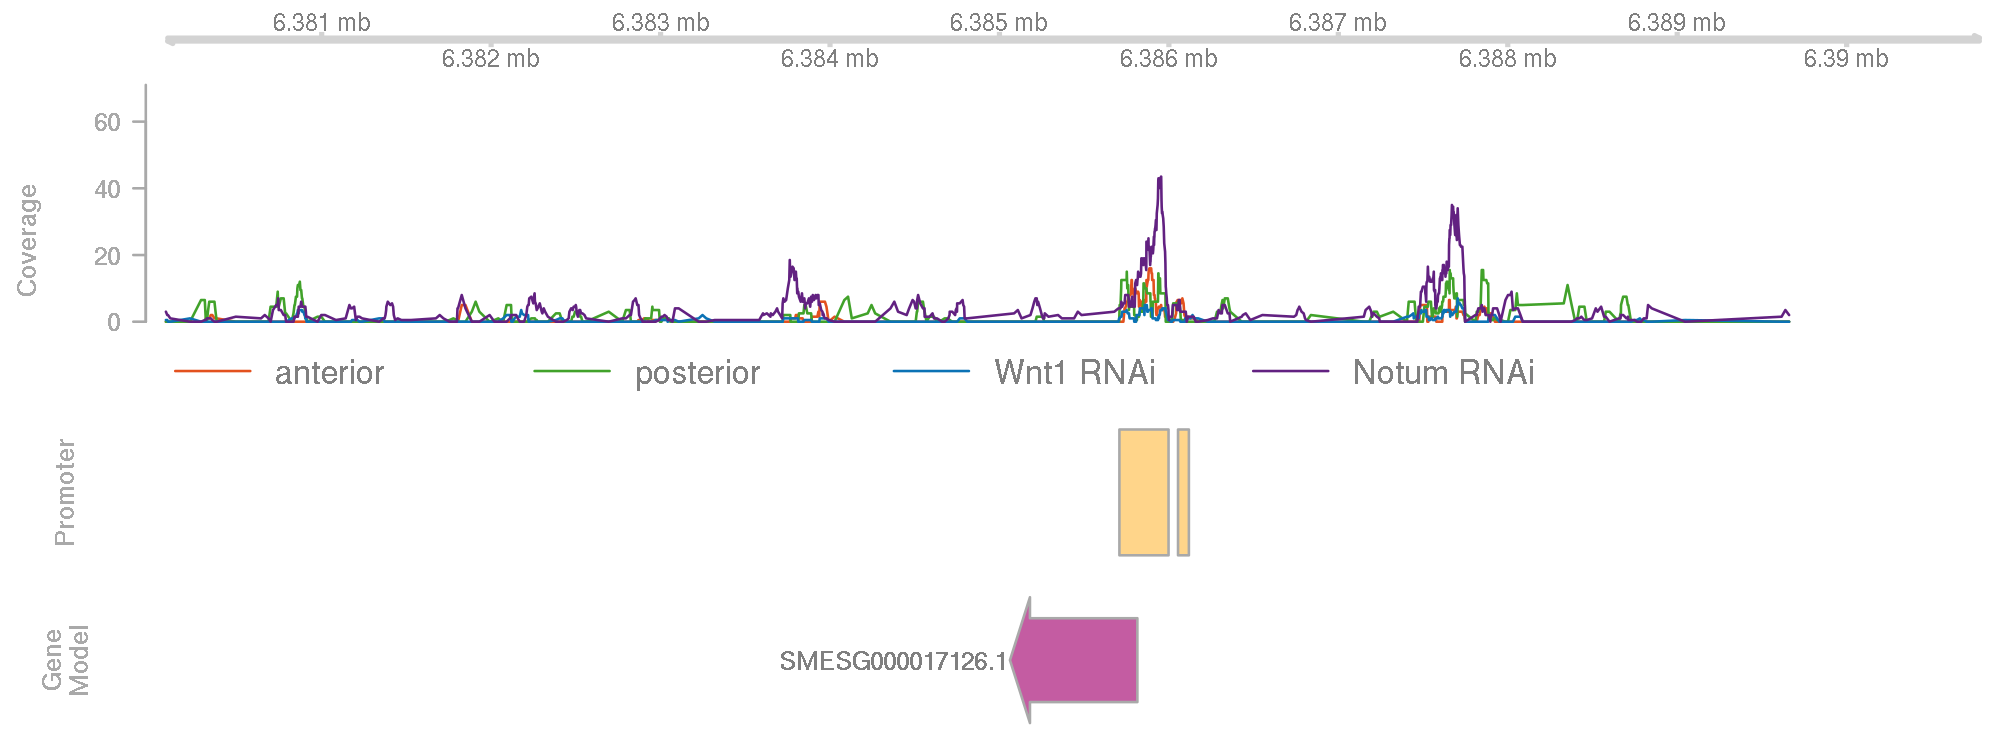 6.381 mb 6.383 mb 6.385 mb 6.387 mb 6.389 mb
6.382 mb 6.384 mb 6.386 mb 6.388 mb 6.39 mb
Coverage
60
40
20
0
anterior posterior Wnt1 RNAi Notum RNAi
Promoter
Gene
Model
SMESG000017126.1